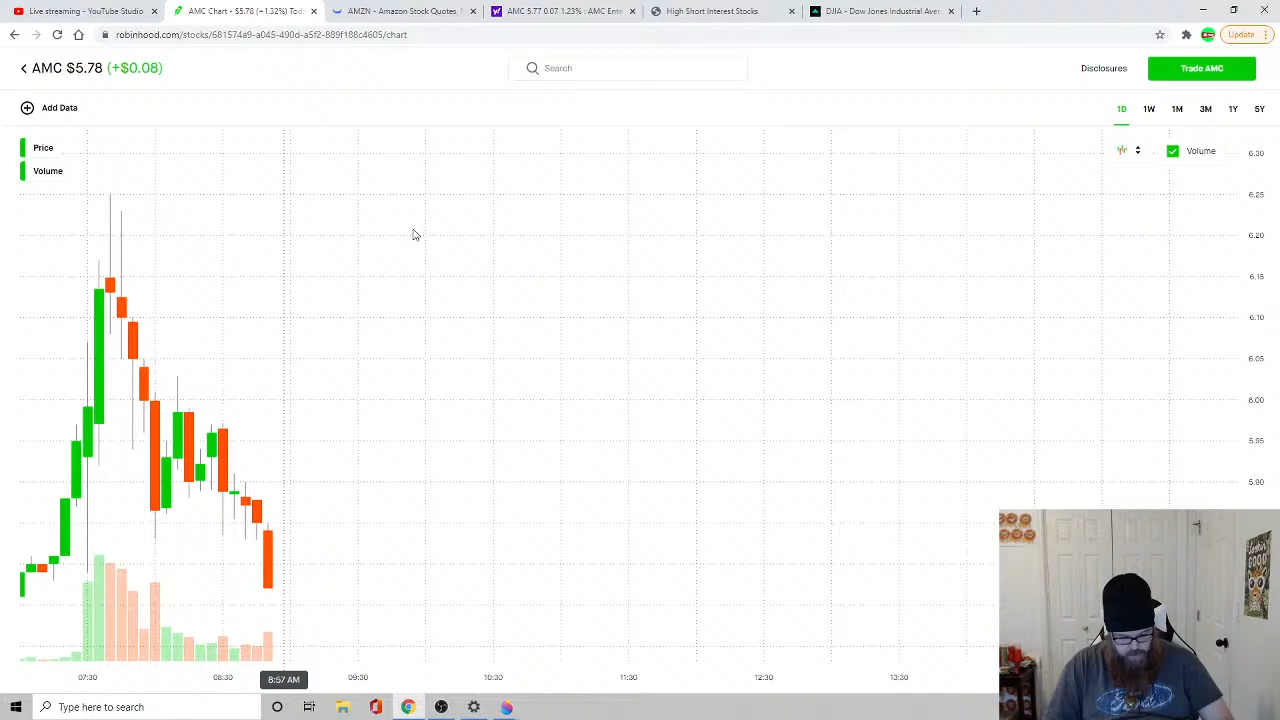 Live streaming - YouTube Studio
AMC Chart - $5.78 (+1.32%) Toda
AMZN - Amazon Stock Quotes,
AMC 5.77 0.07 1.23% : AMC Ente
High Short Interest Stocks
DJIA - Dow Jones Industrial Aver
robinhood.com/stocks/681574a9-a045-490d-a5f2-889f188c4605/chart
Update
AMC $5.78 (+$0.08)
Search
Disclosures
Trade AMC
Add Data
1D 1W 1M 3M 1Y 5Y
Price
Volume
Volume
6.30
6.25
6.20
6.15
6.10
6.05
6.00
5.95
5.90
07:30 08:30 8:57 AM 09:30 10:30 11:30 12:30 13:30
Type here to search
Ford